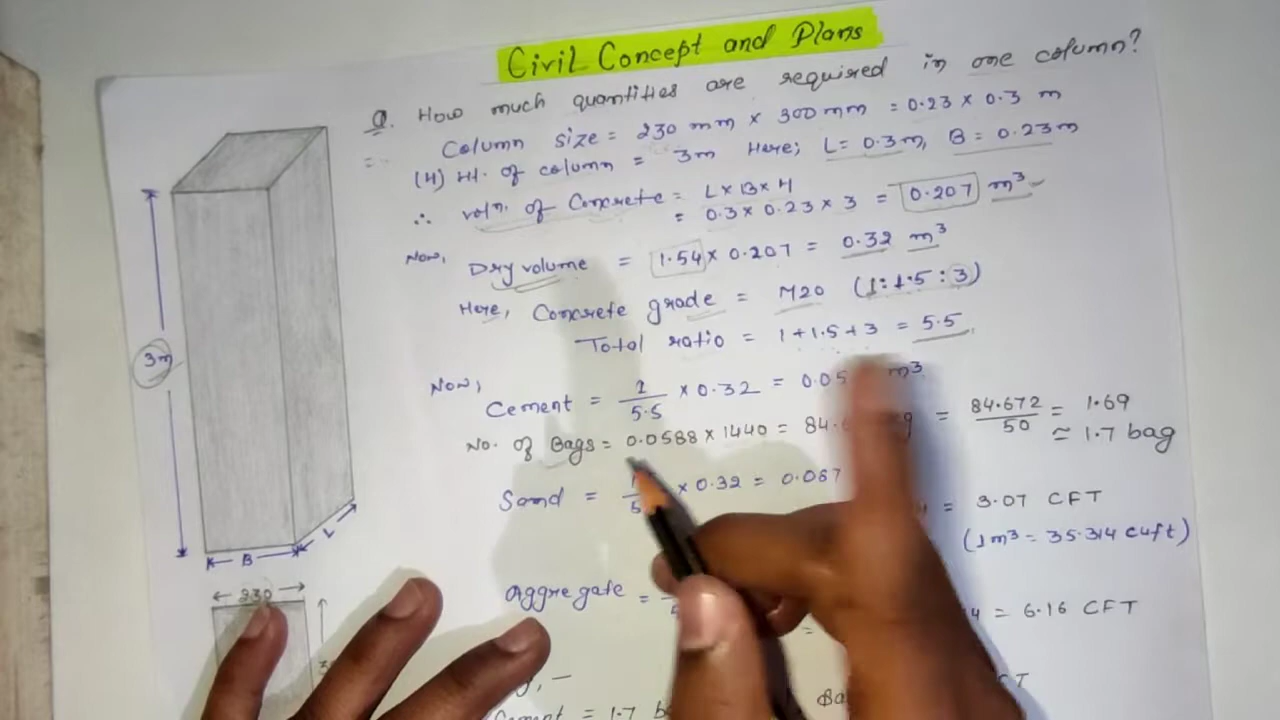 Civil Concept and Plans
Q. How much quantities are required in one column?
Column size = 230 mm × 300 mm = 0.23 × 0.3 m
(H) Ht. of column = 3m Here; L = 0.3m, B = 0.23m
∴ voln. of Concrete = L × B × H
= 0.3 × 0.23 × 3 = 0.207 m³
Now, Dry volume = 1.54 × 0.207 = 0.32 m³
Here, Concrete grade = M20 (1:1.5:3)
Total ratio = 1+1.5+3 = 5.5
Now, Cement = 1/5.5 × 0.32 = 0.05 m³
No. of Bags = 0.0588 × 1440 = 84. = 84.672/50 = 1.69
≈ 1.7 bag
Sand = × 0.32 = 0.087 = 3.07 CFT
(1m³ = 35.314 cuft)
Aggregate = = 6.16 CFT
Cement = 1.7
3m
B
L
230